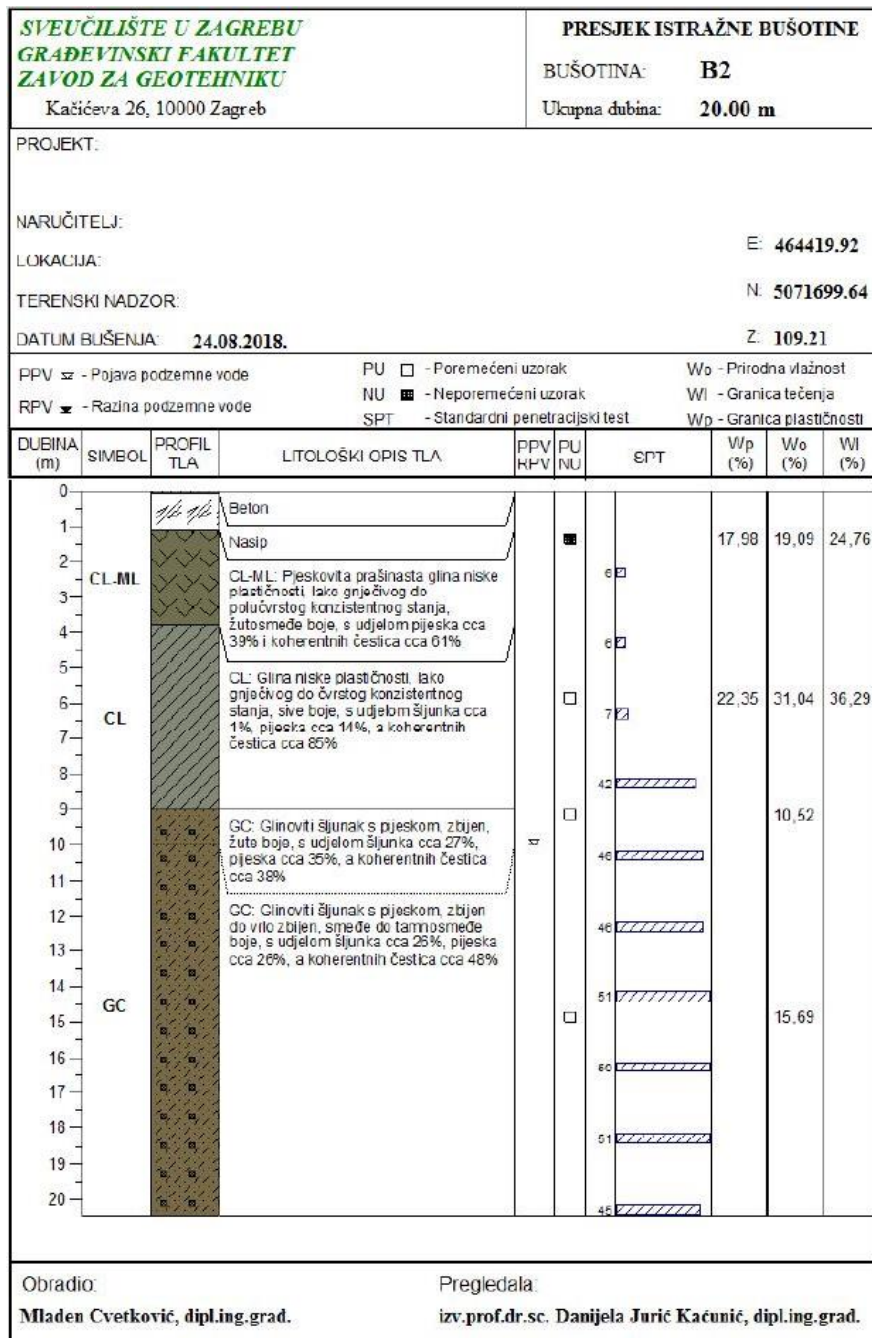 SVEUČILIŠTE U ZAGREBU
GRAĐEVINSKI FAKULTET
ZAVOD ZA GEOTEHNIKU
Kačićeva 26, 10000 Zagreb
PRESJEK ISTRAŽNE BUŠOTINE
BUŠOTINA: B2
Ukupna dubina: 20.00 m
PROJEKT:
NARUČITELJ:
LOKACIJA:
TERENSKI NADZOR:
DATUM BUŠENJA: 24.08.2018.
E: 464419.92
N: 5071699.64
Z: 109.21
PPV - Pojava podzemne vode
RPV - Razina podzemne vode
PU - Poremećeni uzorak
NU - Neporemećeni uzorak
SPT - Standardni penetracijski test
Wo - Prirodna vlažnost
Wl - Granica tečenja
Wp - Granica plastičnosti
DUBINA (m)
SIMBOL
PROFIL TLA
LITOLOŠKI OPIS TLA
PPV RPV
PU NU
SPT
Wp (%)
Wo (%)
Wl (%)
0
1
2
3
4
5
6
7
8
9
10
11
12
13
14
15
16
17
18
19
20
CL-ML
CL
GC
Beton
Nasip
CL-ML: Pjeskovita prašinasta glina niske
plastičnosti, lako gnječivog do
polučvrstog konzistentnog stanja,
žutosmeđe boje, s udjelom pijeska cca
39% i koherentnih čestica cca 61%
CL: Glina niske plastičnosti, lako
gnječivog do čvrstog konzistentnog
stanja, sive boje, s udjelom šljunka cca
1%, pijeska cca 14%, a koherentnih
čestica cca 85%
GC: Glinoviti šljunak s pijeskom, zbijen,
žute boje, s udjelom šljunka cca 27%,
pijeska cca 35%, a koherentnih čestica
cca 38%
GC: Glinoviti šljunak s pijeskom, zbijen
do vrlo zbijen, smeđe do tamnosmeđe
boje, s udjelom šljunka cca 26%, pijeska
cca 26%, a koherentnih čestica cca 48%
6
6
7
42
46
46
51
51
45
17,98 19,09 24,76
22,35 31,04 36,29
10,52
15,69
Obradio:
Mladen Cvetković, dipl.ing.građ.
Pregledala:
izv.prof.dr.sc. Danijela Jurić Kaćunić, dipl.ing.građ.